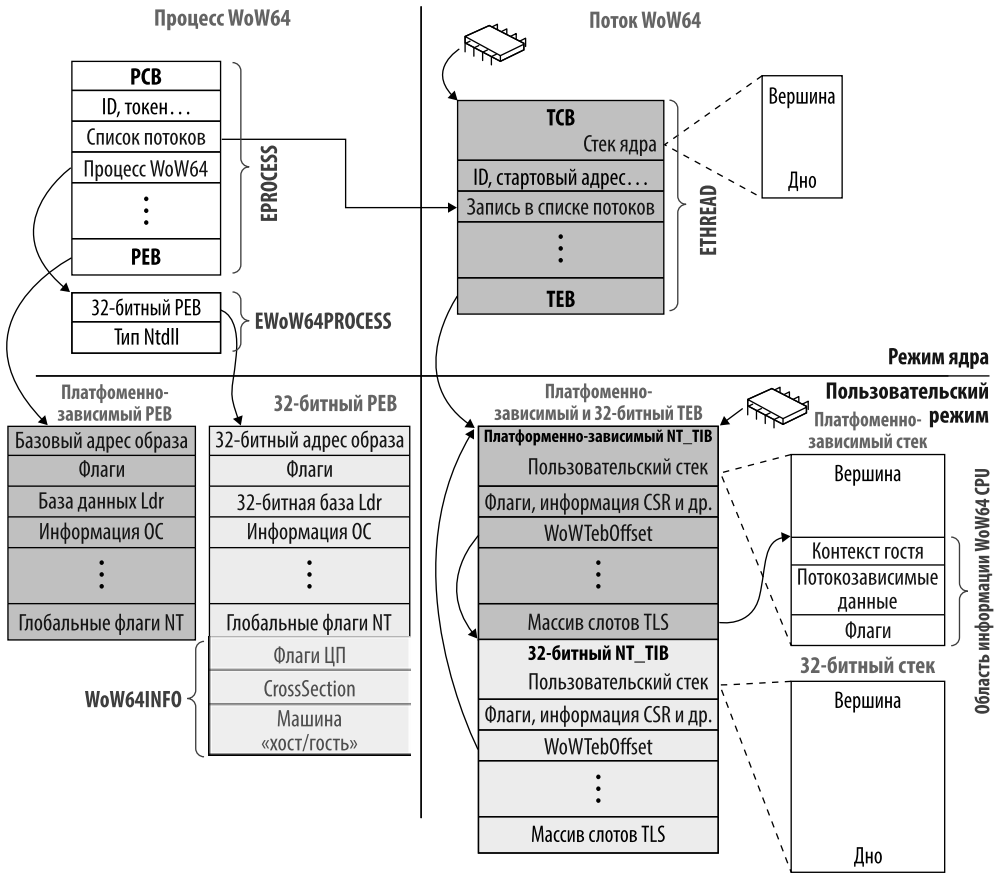 Процесс WoW64
PCB
ID, токен…
Список потоков
Процесс WoW64
PEB
EPROCESS
32-битный PEB
Тип Ntdll
EWoW64PROCESS
Поток WoW64
TCB
Стек ядра
ID, стартовый адрес…
Запись в списке потоков
TEB
ETHREAD
Вершина
Дно
Режим ядра
Пользовательский
режим
Платфоменно-
зависимый PEB
Базовый адрес образа
Флаги
База данных Ldr
Информация ОС
Глобальные флаги NT
32-битный PEB
32-битный адрес образа
Флаги
32-битная база Ldr
Информация ОС
Глобальные флаги NT
Флаги ЦП
CrossSection
Машина
«хост/гость»
WoW64INFO
Платфоменно-
зависимый и 32-битный TEB
Платформенно-зависимый NT_TIB
Пользовательский стек
Флаги, информация CSR и др.
WoWTebOffset
Массив слотов TLS
32-битный NT_TIB
Пользовательский стек
Флаги, информация CSR и др.
WoWTebOffset
Массив слотов TLS
Платфоменно-
зависимый стек
Вершина
Контекст гостя
Потокозависимые
данные
Флаги
Область информации WoW64 CPU
32-битный стек
Вершина
Дно